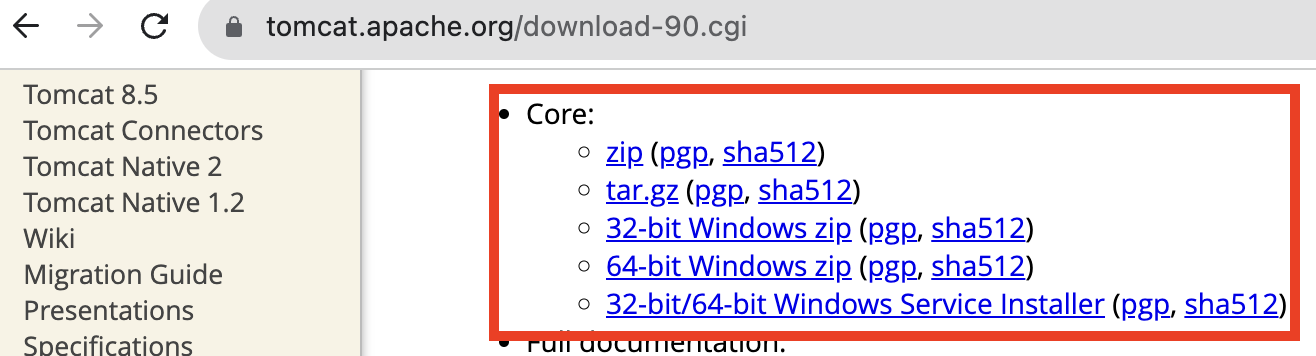 tomcat.apache.org/download-90.cgi
Tomcat 8.5
Tomcat Connectors
Tomcat Native 2
Tomcat Native 1.2
Wiki
Migration Guide
Presentations
Specifications
Core:
zip (pgp, sha512)
tar.gz (pgp, sha512)
32-bit Windows zip (pgp, sha512)
64-bit Windows zip (pgp, sha512)
32-bit/64-bit Windows Service Installer (pgp, sha512)
Full documentation: